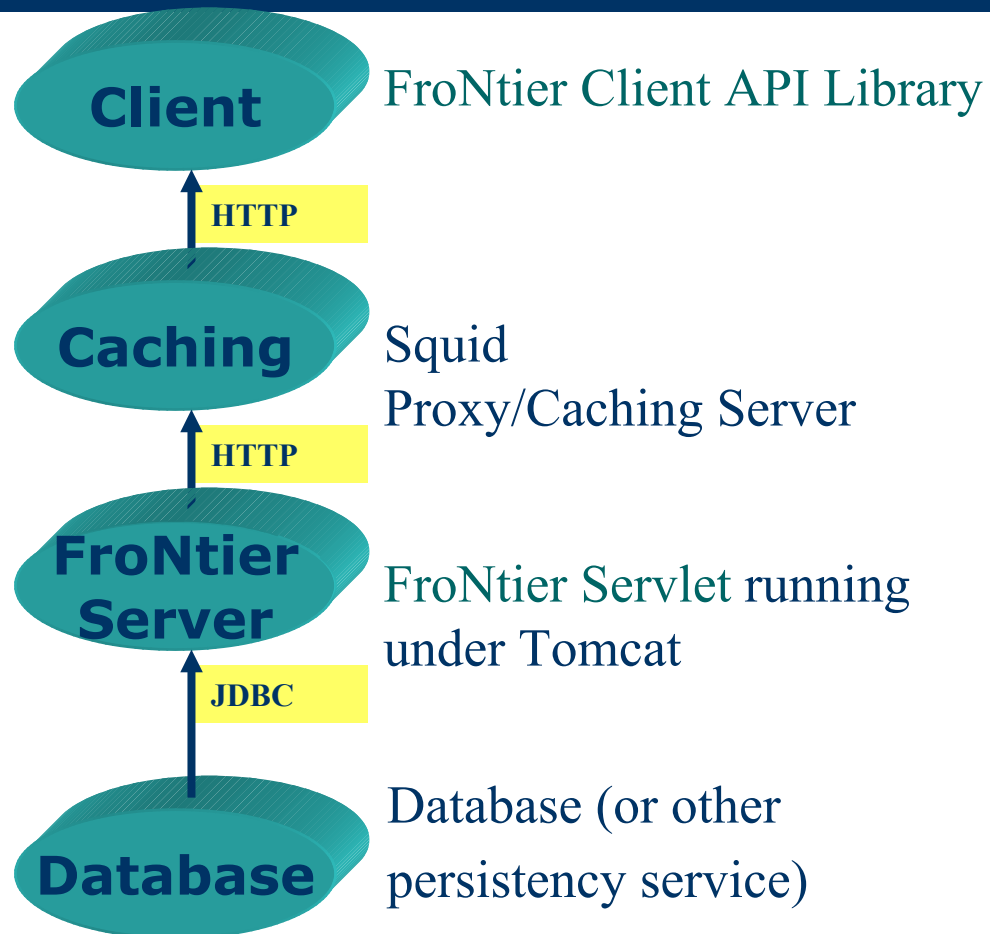 Client
FroNtier Client API Library
HTTP
Caching
Squid
Proxy/Caching Server
HTTP
FroNtier
Server
FroNtier Servlet running
under Tomcat
JDBC
Database
Database (or other
persistency service)